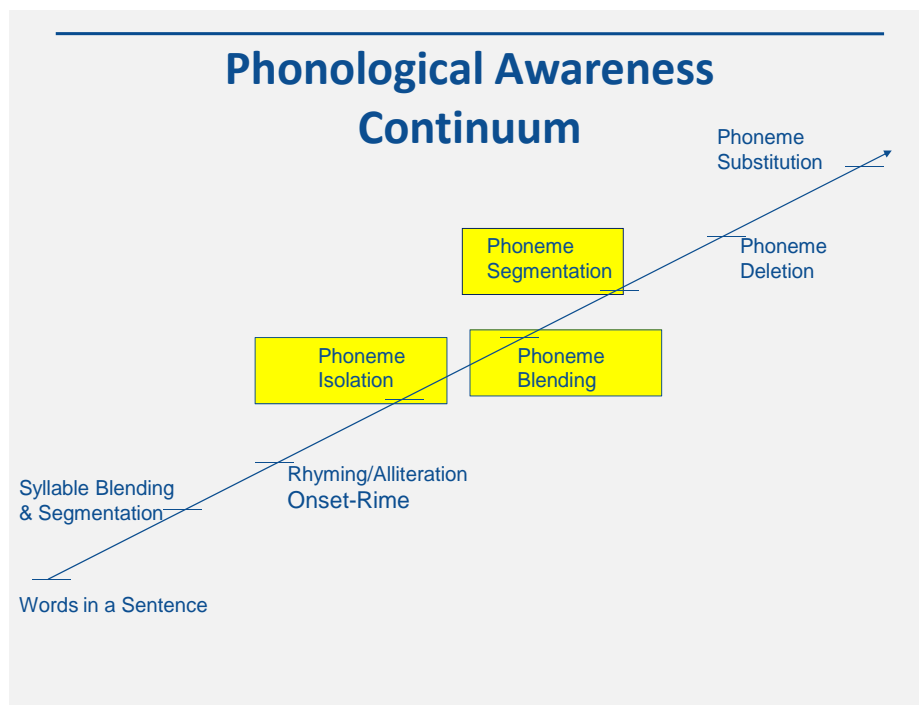 Phonological Awareness
Continuum
Phoneme
Substitution
Phoneme
Segmentation
Phoneme
Deletion
Phoneme
Isolation
Phoneme
Blending
Rhyming/Alliteration
Onset-Rime
Syllable Blending
& Segmentation
Words in a Sentence